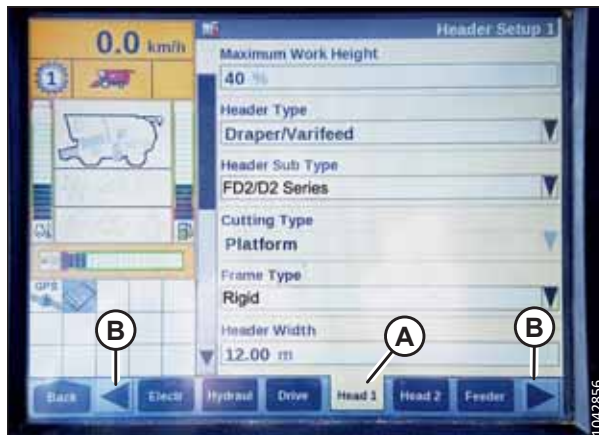 0.0 km/h
Header Setup 1
1
Maximum Work Height
40 %
Header Type
Draper/Varifeed
Header Sub Type
FD2/D2 Series
Cutting Type
Platform
Frame Type
Rigid
GPS
Header Width
12.00 m
B
A
B
Back
Electr
Hydraul
Drive
Head 1
Head 2
Feeder
1042856